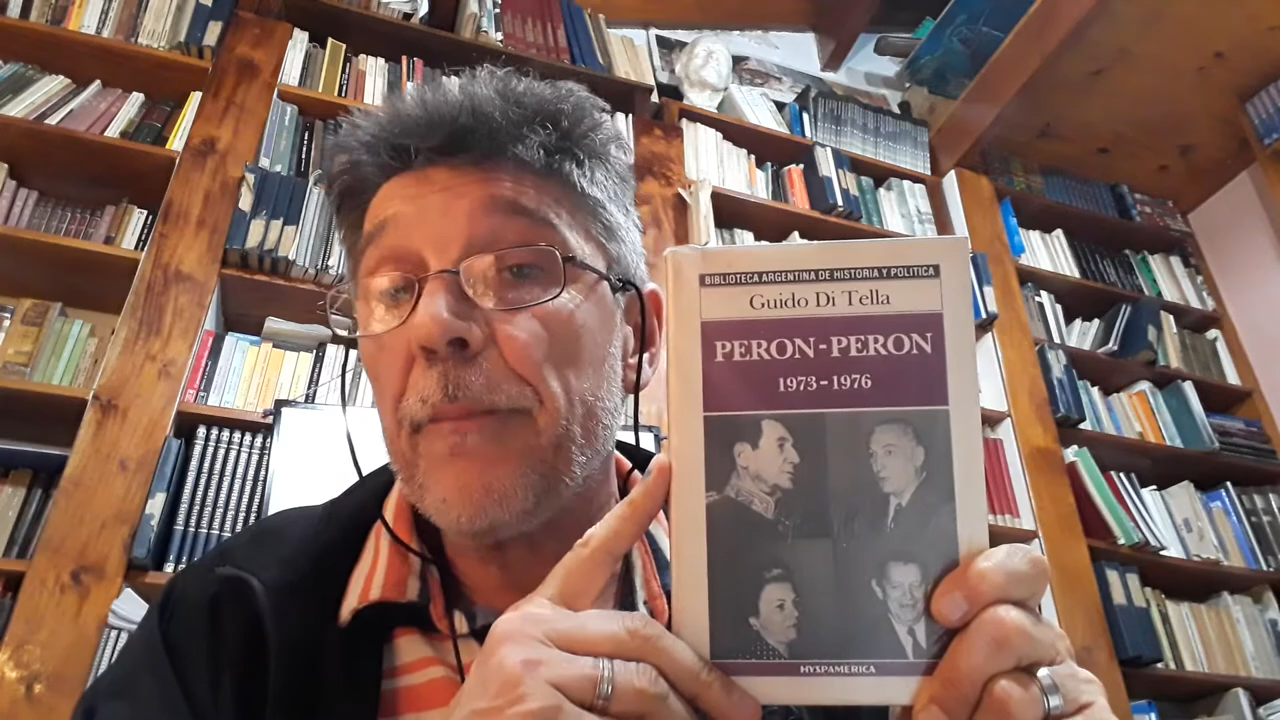 BIBLIOTECA ARGENTINA DE HISTORIA Y POLITICA
Guido Di Tella
PERON-PERON
1973-1976
HYSPAMERICA